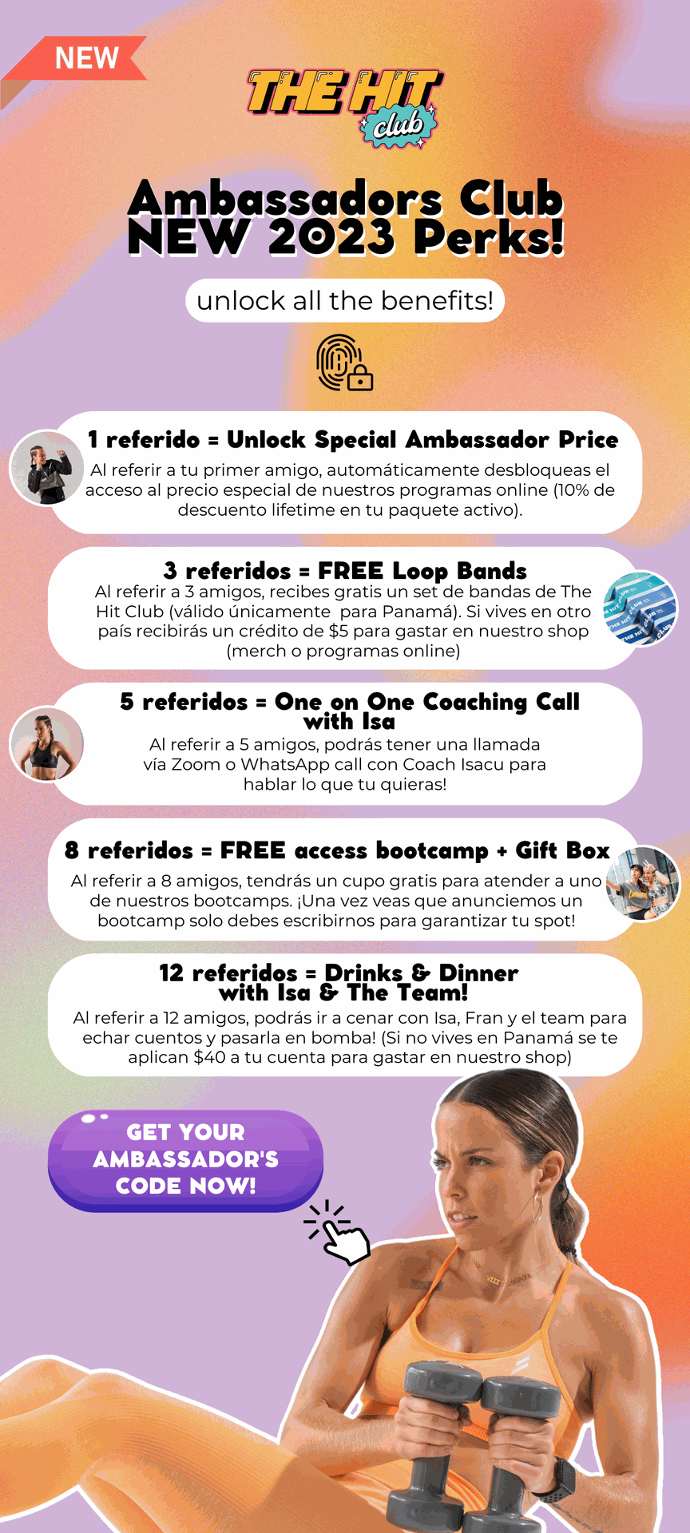 NEW
THE HIT
club
Ambassadors Club
NEW 2023 Perks!
unlock all the benefits!
1 referido = Unlock Special Ambassador Price
Al referir a tu primer amigo, automáticamente desbloqueas el
acceso al precio especial de nuestros programas online (10% de
descuento lifetime en tu paquete activo).
3 referidos = FREE Loop Bands
Al referir a 3 amigos, recibes gratis un set de bandas de The
Hit Club (válido únicamente para Panamá). Si vives en otro
país recibirás un crédito de $5 para gastar en nuestro shop
(merch o programas online)
5 referidos = One on One Coaching Call
with Isa
Al referir a 5 amigos, podrás tener una llamada
vía Zoom o WhatsApp call con Coach Isacu para
hablar lo que tu quieras!
8 referidos = FREE access bootcamp + Gift Box
Al referir a 8 amigos, tendrás un cupo gratis para atender a uno
de nuestros bootcamps. ¡Una vez veas que anunciemos un
bootcamp solo debes escribirnos para garantizar tu spot!
12 referidos = Drinks & Dinner
with Isa & The Team!
Al referir a 12 amigos, podrás ir a cenar con Isa, Fran y el team para
echar cuentos y pasarla en bomba! (Si no vives en Panamá se te
aplican $40 a tu cuenta para gastar en nuestro shop)
GET YOUR
AMBASSADOR'S
CODE NOW!